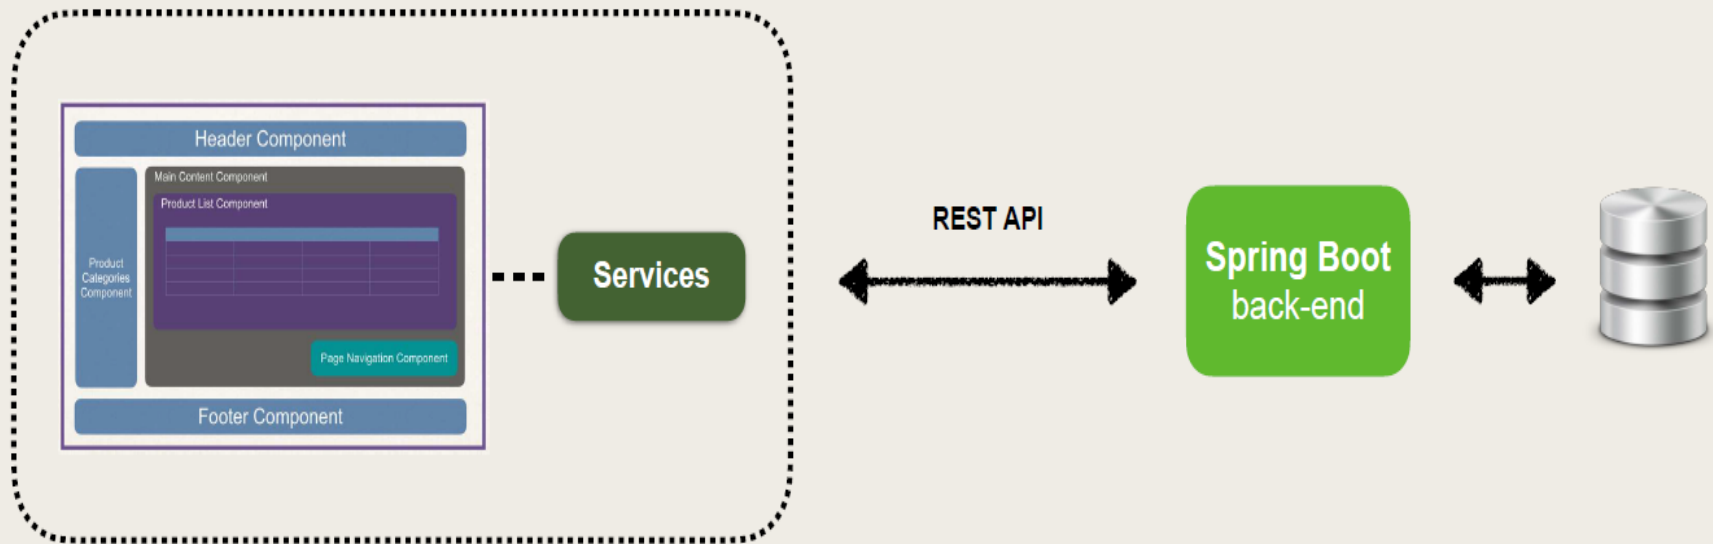 Header Component
Main Content Component
Product List Component
Product
Categories
Component
Page Navigation Component
Footer Component
Services
REST API
Spring Boot
back-end